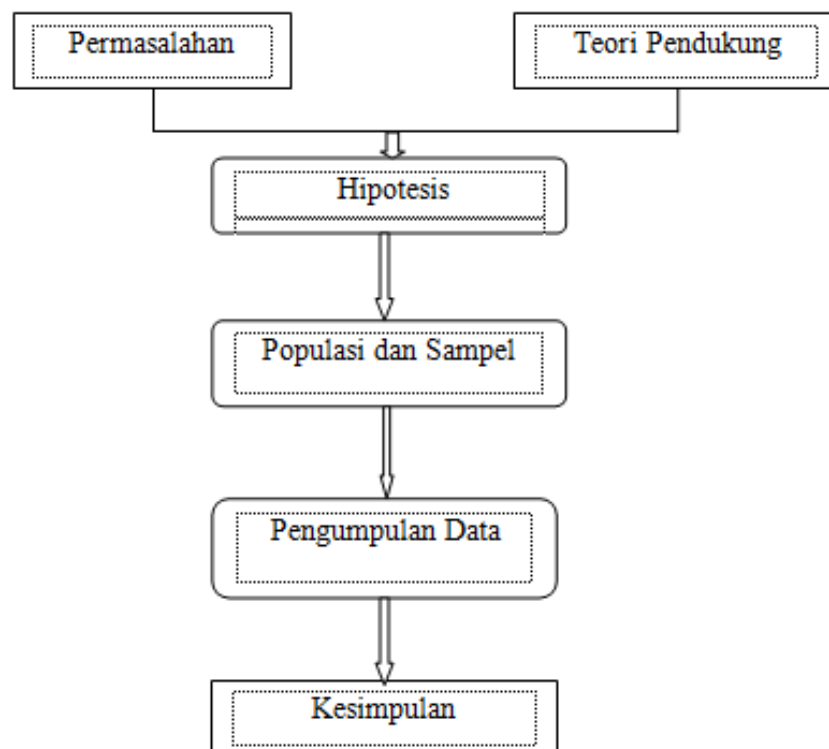 Permasalahan
Teori Pendukung
Hipotesis
Populasi dan Sampel
Pengumpulan Data
Kesimpulan